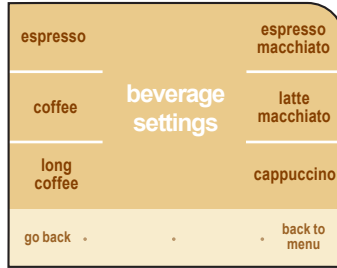 espresso
espresso
macchiato
beverage
settings
coffee
latte
macchiato
long
coffee
cappuccino
go back
back to
menu